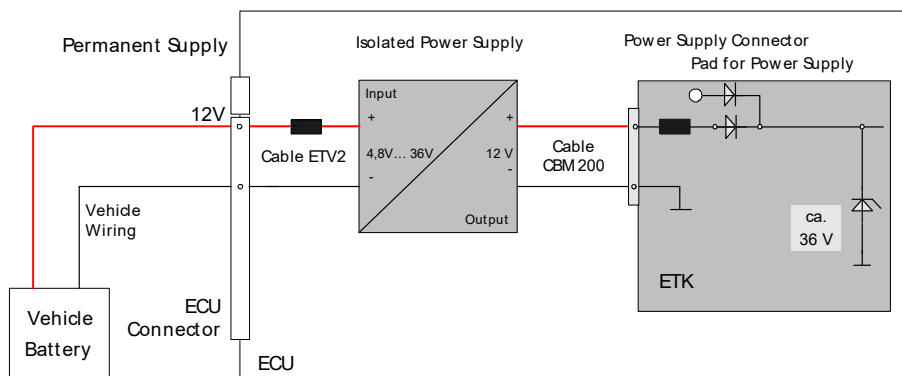 Permanent Supply
Isolated Power Supply
Power Supply Connector
Pad for Power Supply
12V
Input
+
4,8V... 36V
-
+
12 V
-
Output
Cable ETV2
Cable
CBM 200
Vehicle
Wiring
ca.
36 V
ETK
ECU
Connector
Vehicle
Battery
ECU